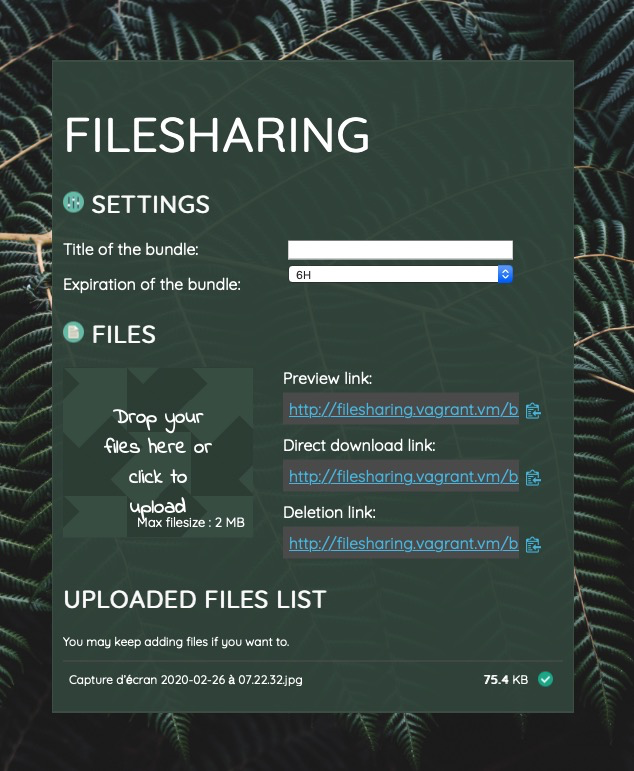 FILESHARING
SETTINGS
Title of the bundle:
Expiration of the bundle:
6H
FILES
Drop your
files here or
click to
upload
Max filesize : 2 MB
Preview link:
http://filesharing.vagrant.vm/b
Direct download link:
http://filesharing.vagrant.vm/b
Deletion link:
http://filesharing.vagrant.vm/b
UPLOADED FILES LIST
You may keep adding files if you want to.
Capture d'écran 2020-02-26 à 07.22.32.jpg 75.4 KB